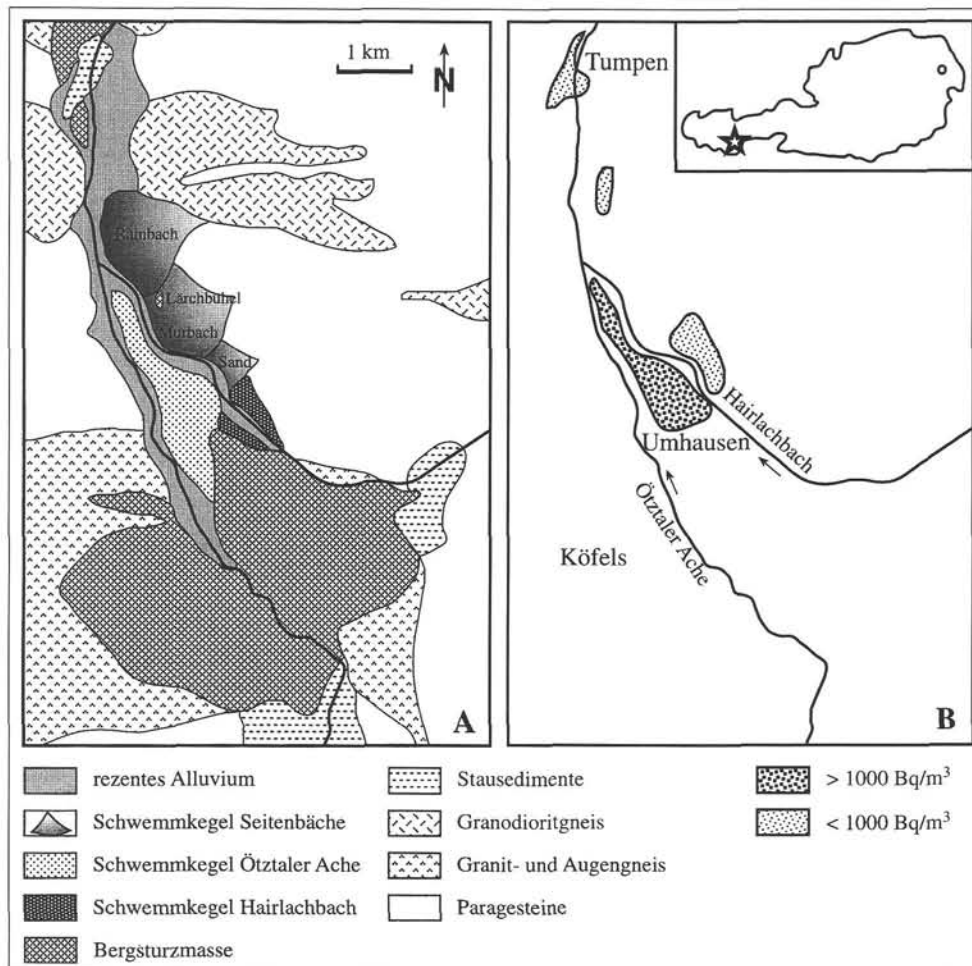 1 km
N
Rambach
Lärchbühel
Murbach
Sand
A
Tumpen
Hairlachbach
Umhausen
Ötztaler Ache
Köfels
B
rezentes Alluvium
Schwemmkegel Seitenbäche
Schwemmkegel Ötztaler Ache
Schwemmkegel Hairlachbach
Bergsturzmasse
Stausedimente
Granodioritgneis
Granit- und Augengneis
Paragesteine
> 1000 Bq/m³
< 1000 Bq/m³